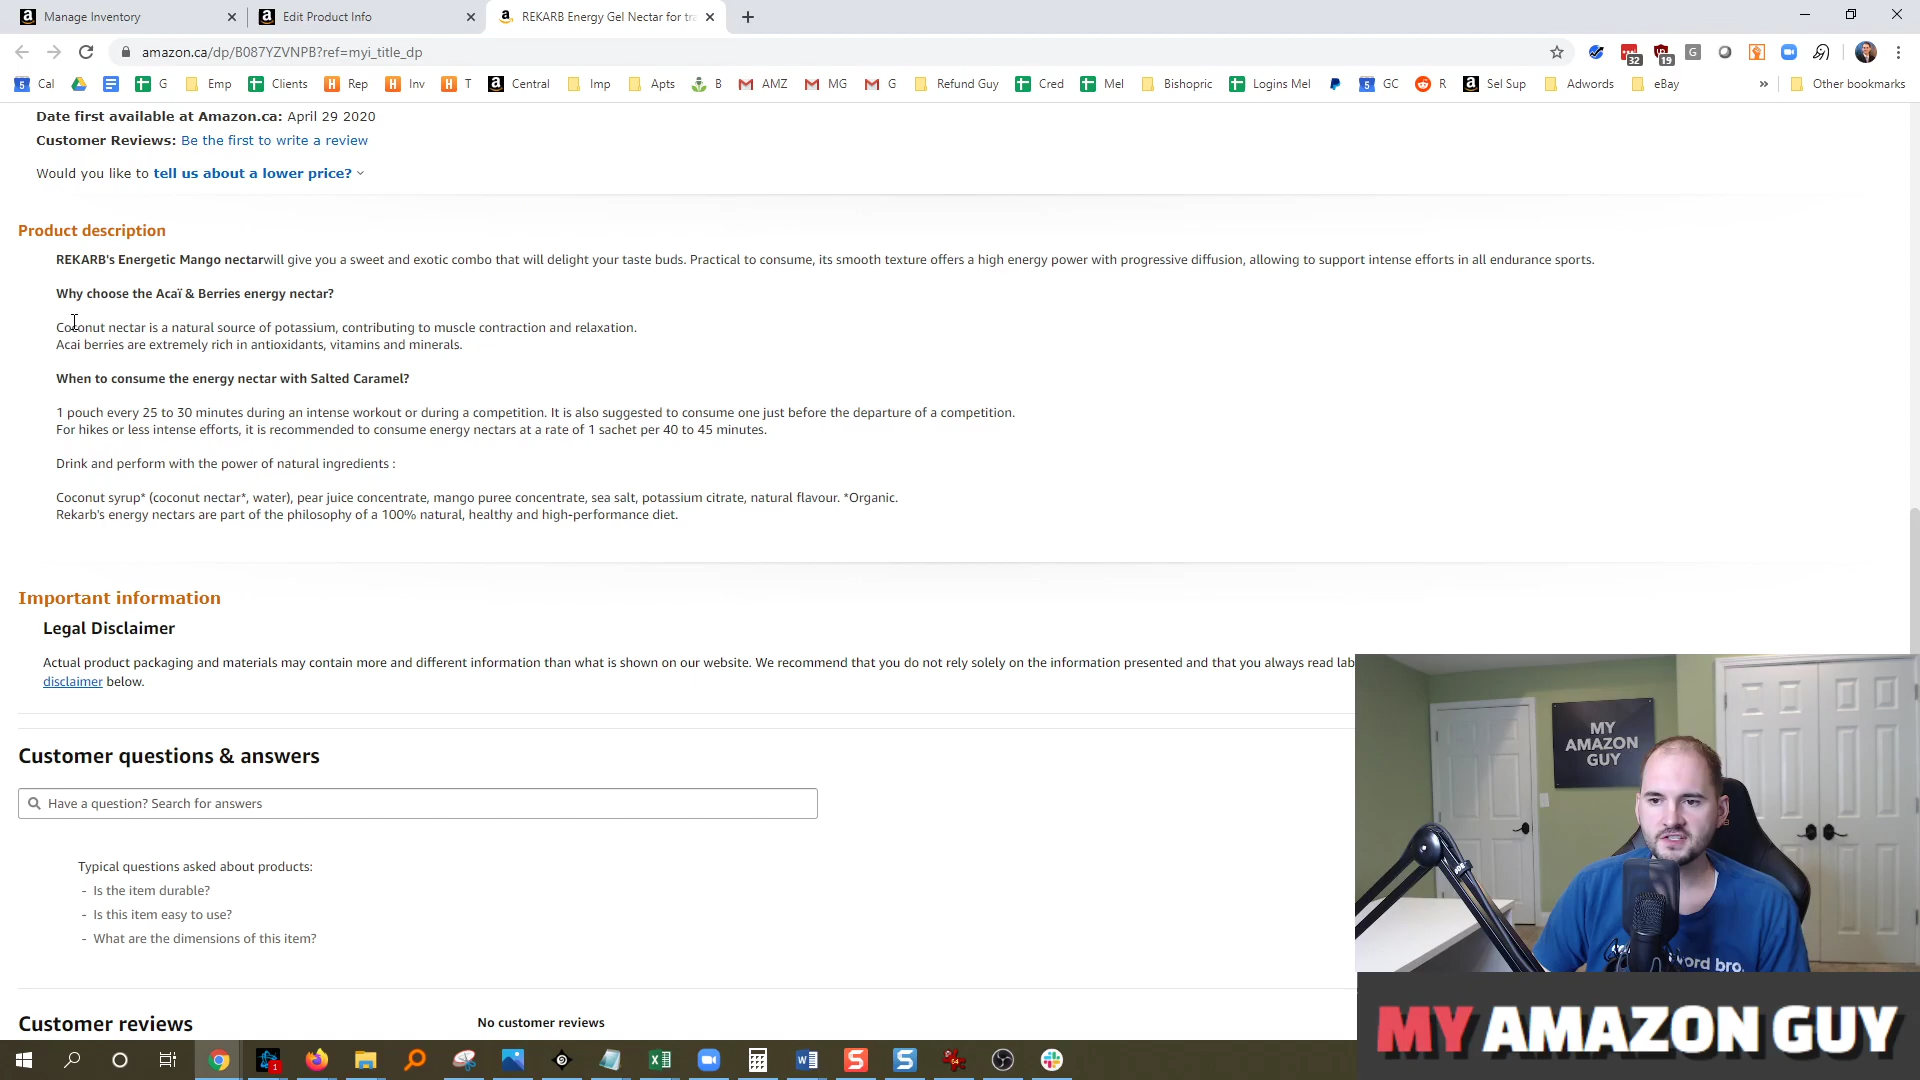 Manage Inventory
Edit Product Info
REKARB Energy Gel Nectar for tra
amazon.ca/dp/B087YZVNPB?ref=myi_title_dp
32
19
G
5 Cal
G
Emp
Clients
H Rep
H Inv
H T
Central
Imp
Apts
B
AMZ
MG
G
Refund Guy
Cred
Mel
Bishopric
Logins Mel
5 GC
R
Sel Sup
Adwords
eBay
»
Other bookmarks
Date first available at Amazon.ca: April 29 2020
Customer Reviews: Be the first to write a review
Would you like to tell us about a lower price?
Product description
REKARB's Energetic Mango nectarwill give you a sweet and exotic combo that will delight your taste buds. Practical to consume, its smooth texture offers a high energy power with progressive diffusion, allowing to support intense efforts in all endurance sports.
Why choose the Acaï & Berries energy nectar?
Coconut nectar is a natural source of potassium, contributing to muscle contraction and relaxation.
Acai berries are extremely rich in antioxidants, vitamins and minerals.
When to consume the energy nectar with Salted Caramel?
1 pouch every 25 to 30 minutes during an intense workout or during a competition. It is also suggested to consume one just before the departure of a competition.
For hikes or less intense efforts, it is recommended to consume energy nectars at a rate of 1 sachet per 40 to 45 minutes.
Drink and perform with the power of natural ingredients :
Coconut syrup* (coconut nectar*, water), pear juice concentrate, mango puree concentrate, sea salt, potassium citrate, natural flavour. *Organic.
Rekarb's energy nectars are part of the philosophy of a 100% natural, healthy and high-performance diet.
Important information
Legal Disclaimer
Actual product packaging and materials may contain more and different information than what is shown on our website. We recommend that you do not rely solely on the information presented and that you always read lab
disclaimer below.
Customer questions & answers
Have a question? Search for answers
Typical questions asked about products:
- Is the item durable?
- Is this item easy to use?
- What are the dimensions of this item?
Customer reviews
No customer reviews
MY
AMAZON
GUY
ord bro.
MY AMAZON GUY